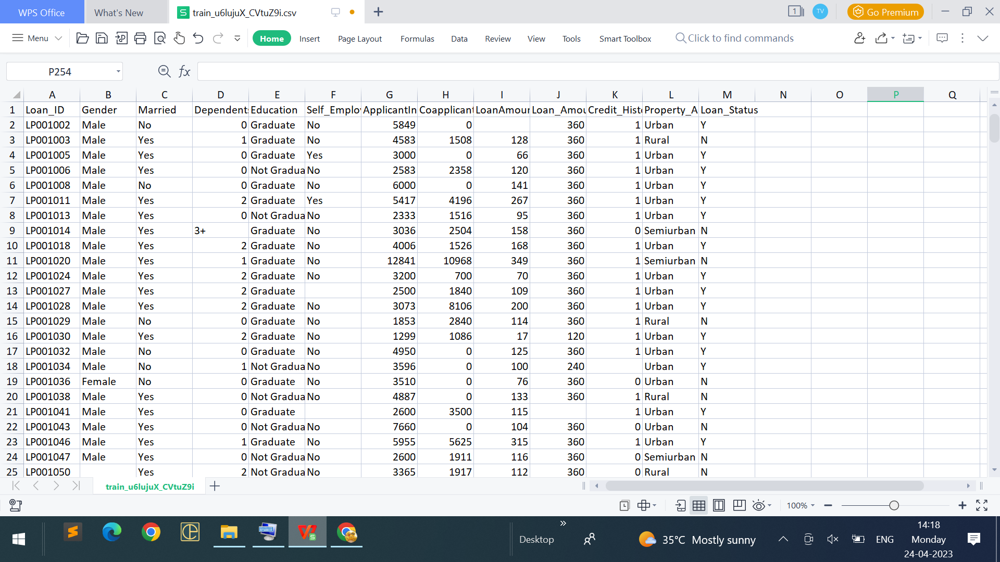 WPS Office What's New train_u6lujuX_CVtuZ9i.csv 1 TV Go Premium
Menu Home Insert Page Layout Formulas Data Review View Tools Smart Toolbox Click to find commands
P254 fx
A B C D E F G H I J K L M N O P Q
1 Loan_ID Gender Married Dependents Education Self_Employ ApplicantIn Coapplicant LoanAmour Loan_Amou Credit_Histo Property_A Loan_Status
2 LP001002 Male No 0 Graduate No 5849 0 360 1 Urban Y
3 LP001003 Male Yes 1 Graduate No 4583 1508 128 360 1 Rural N
4 LP001005 Male Yes 0 Graduate Yes 3000 0 66 360 1 Urban Y
5 LP001006 Male Yes 0 Not Gradua No 2583 2358 120 360 1 Urban Y
6 LP001008 Male No 0 Graduate No 6000 0 141 360 1 Urban Y
7 LP001011 Male Yes 2 Graduate Yes 5417 4196 267 360 1 Urban Y
8 LP001013 Male Yes 0 Not Gradua No 2333 1516 95 360 1 Urban Y
9 LP001014 Male Yes 3+ Graduate No 3036 2504 158 360 0 Semiurban N
10 LP001018 Male Yes 2 Graduate No 4006 1526 168 360 1 Urban Y
11 LP001020 Male Yes 1 Graduate No 12841 10968 349 360 1 Semiurban N
12 LP001024 Male Yes 2 Graduate No 3200 700 70 360 1 Urban Y
13 LP001027 Male Yes 2 Graduate 2500 1840 109 360 1 Urban Y
14 LP001028 Male Yes 2 Graduate No 3073 8106 200 360 1 Urban Y
15 LP001029 Male No 0 Graduate No 1853 2840 114 360 1 Rural N
16 LP001030 Male Yes 2 Graduate No 1299 1086 17 120 1 Urban Y
17 LP001032 Male No 0 Graduate No 4950 0 125 360 1 Urban Y
18 LP001034 Male No 1 Not Gradua No 3596 0 100 240 Urban Y
19 LP001036 Female No 0 Graduate No 3510 0 76 360 0 Urban N
20 LP001038 Male Yes 0 Not Gradua No 4887 0 133 360 1 Rural N
21 LP001041 Male Yes 0 Graduate 2600 3500 115 1 Urban Y
22 LP001043 Male Yes 0 Not Gradua No 7660 0 104 360 0 Urban N
23 LP001046 Male Yes 1 Graduate No 5955 5625 315 360 1 Urban Y
24 LP001047 Male Yes 0 Not Gradua No 2600 1911 116 360 0 Semiurban N
25 LP001050 Yes 2 Not Gradua No 3365 1917 112 360 0 Rural N
train_u6lujuX_CVtuZ9i
100%
Desktop 35°C Mostly sunny ENG
14:18
Monday
24-04-2023